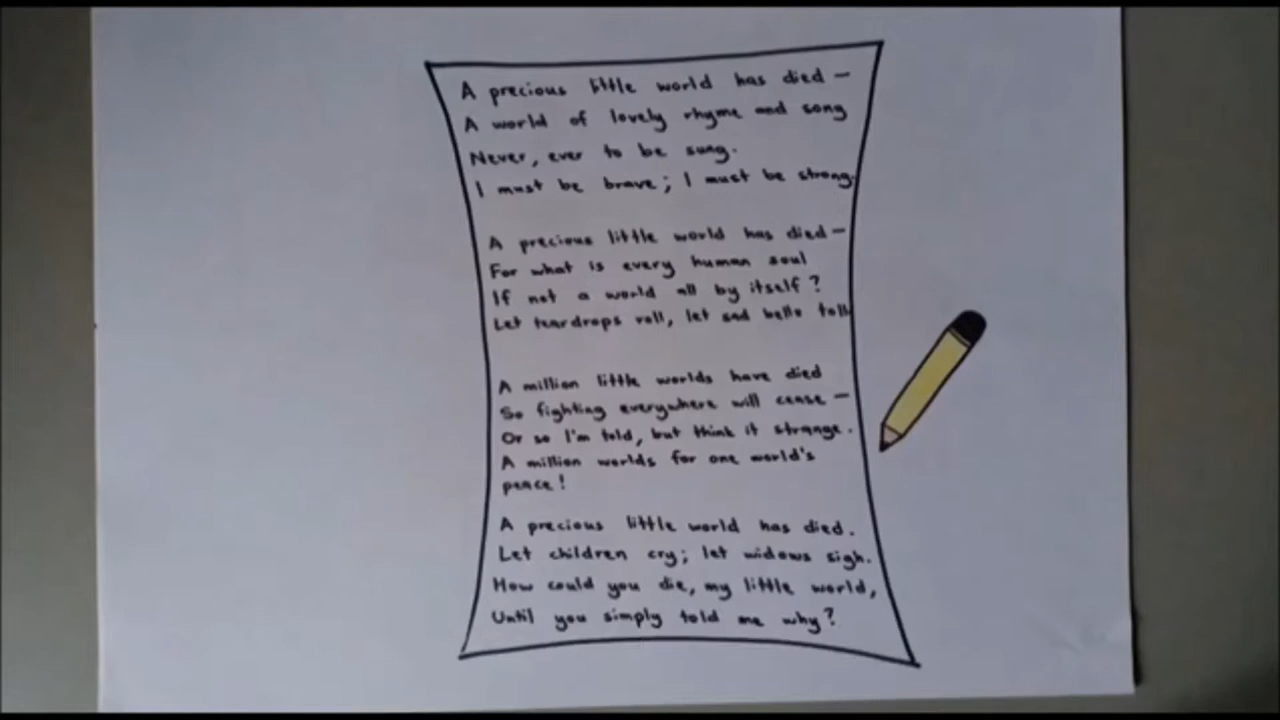 A precious little world has died —
A world of lovely rhyme and song
Never, ever to be sung.
I must be brave; I must be strong.
A precious little world has died —
For what is every human soul
If not a world all by itself?
Let teardrops roll, let sad bells toll
A million little worlds have died
So fighting everywhere will cease —
Or so I'm told, but think it strange.
A million worlds for one world's
peace!
A precious little world has died.
Let children cry; let widows sigh.
How could you die, my little world,
Until you simply told me why?